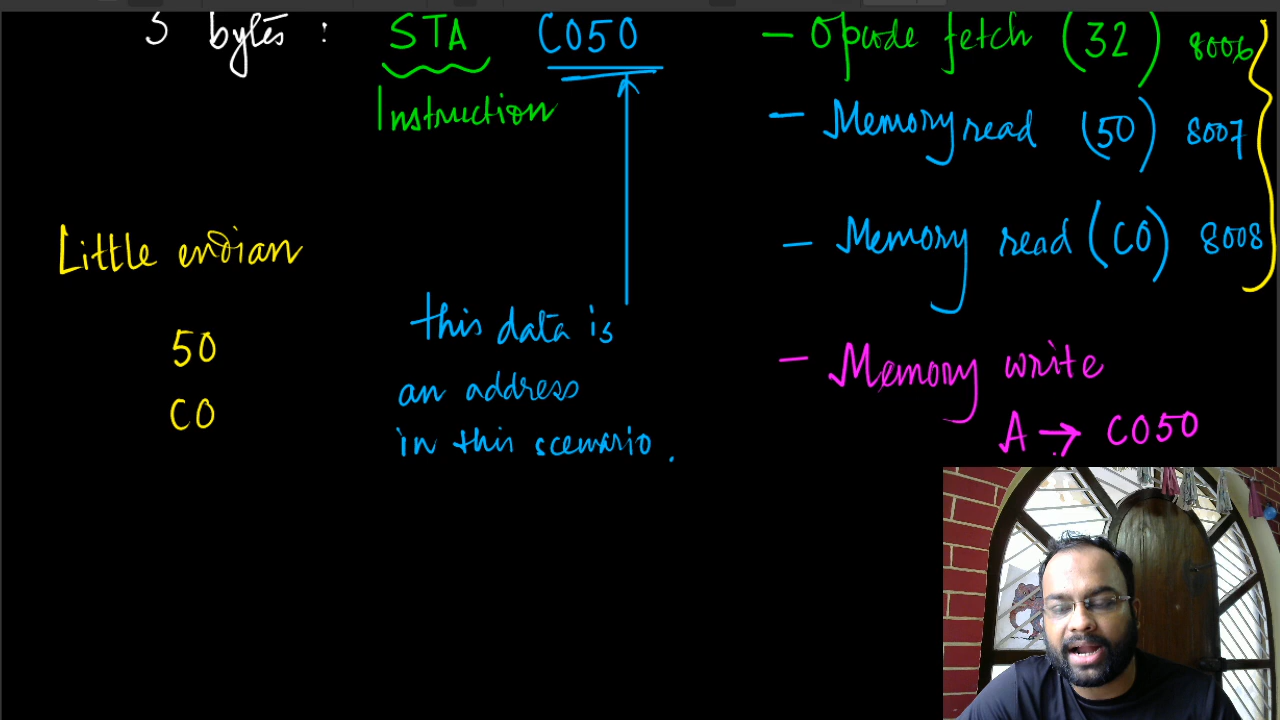 3 bytes : STA C050
Instruction
Little endian
50
C0
this data is
an address
in this scenario.
- Opcode fetch (32) 8006
- Memory read (50) 8007
- Memory read (C0) 8008
- Memory write
A → C050